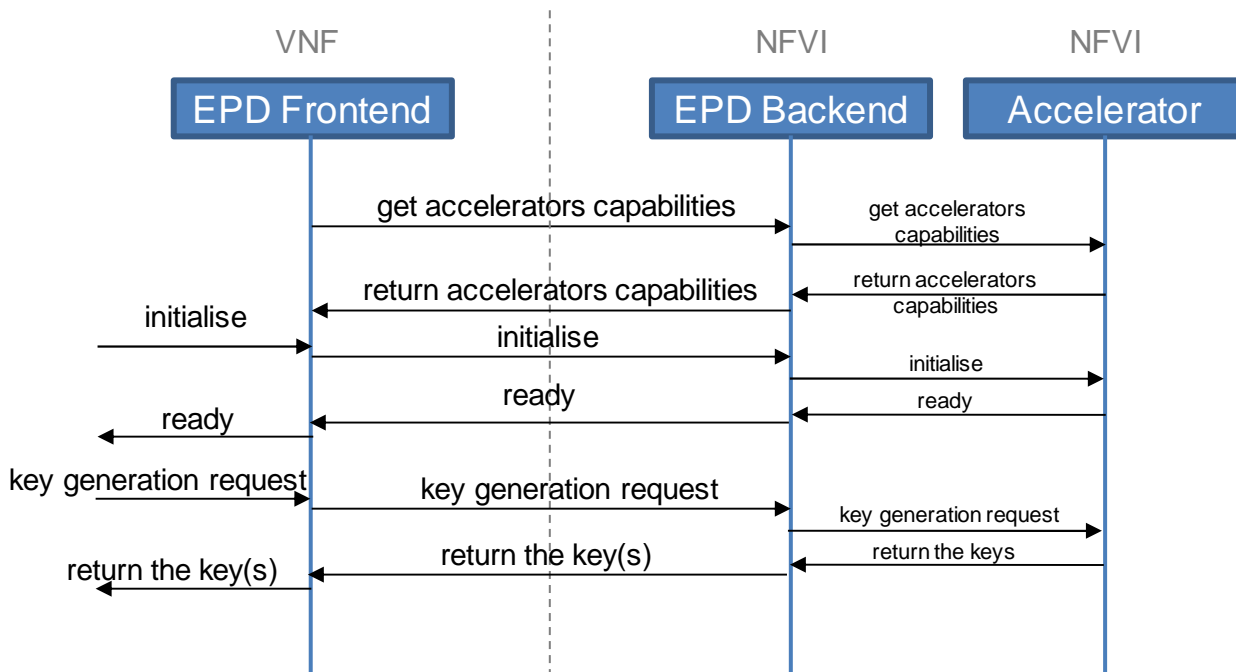 VNF
NFVI
NFVI
EPD Frontend
EPD Backend
Accelerator
get accelerators capabilities
get accelerators
capabilities
return accelerators capabilities
return accelerators
capabilities
initialise
initialise
initialise
ready
ready
ready
key generation request
key generation request
key generation request
return the keys
return the key(s)
return the key(s)